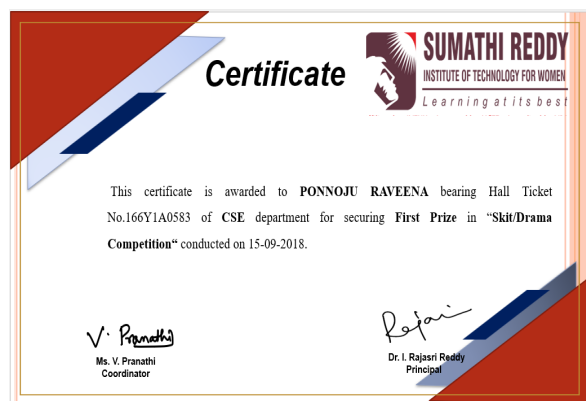 Certificate
SUMATHI REDDY
INSTITUTE OF TECHNOLOGY FOR WOMEN
Learning at its best
This certificate is awarded to PONNOJU RAVEENA bearing Hall Ticket
No.166Y1A0583 of CSE department for securing First Prize in “Skit/Drama
Competition“ conducted on 15-09-2018.
V. Pranathi
Rajasri
Ms. V. Pranathi
Coordinator
Dr. I. Rajasri Reddy
Principal